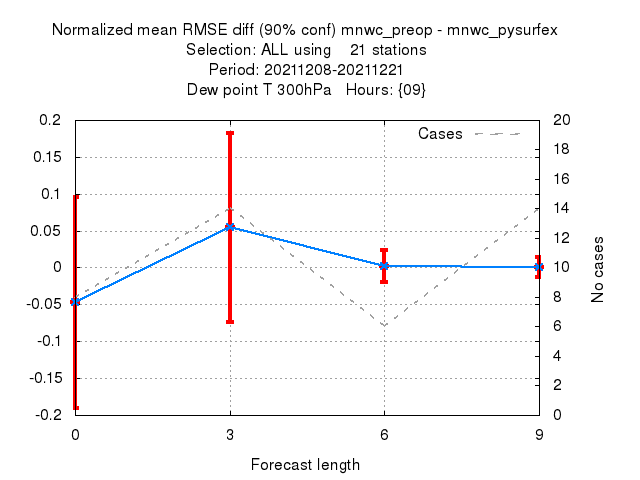 Normalized mean RMSE diff (90% conf) mnwc_preop - mnwc_pysurfex
Selection: ALL using    21 stations
Period: 20211208-20211221
Dew point T 300hPa   Hours: {09}
Cases
0.2
0.15
0.1
0.05
0
-0.05
-0.1
-0.15
-0.2
20
18
16
14
12
10
8
6
4
2
0
No cases
0 3 6 9
Forecast length